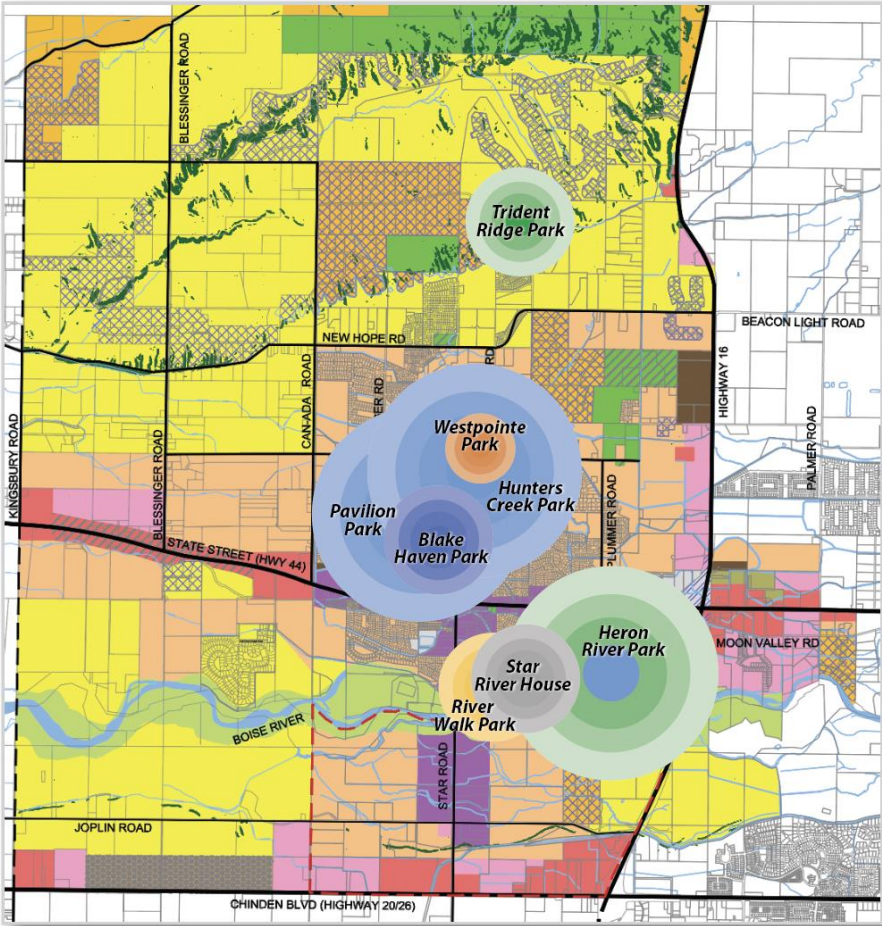 BLESSINGER ROAD
Trident
Ridge Park
BEACON LIGHT ROAD
NEW HOPE RD
RD
CAN-ADA ROAD
ER RD
HIGHWAY 16
KINGSBURY ROAD
BLESSINGER ROAD
PALMER ROAD
Westpointe
Park
Hunters
Creek Park
Pavilion
Park
PLUMMER ROAD
Blake
Haven Park
STATE STREET (HWY 44)
Heron
River Park
MOON VALLEY RD
Star
River House
River
Walk Park
BOISE RIVER
STAR ROAD
JOPLIN ROAD
CHINDEN BLVD (HIGHWAY 20/26)